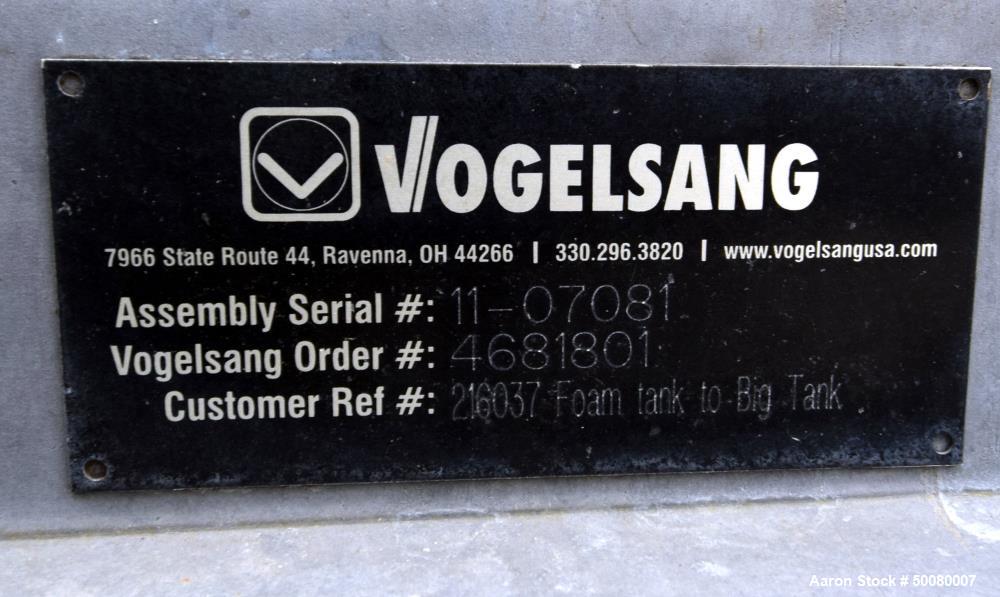 VOGELSANG
7966 State Route 44, Ravenna, OH 44266 | 330.296.3820 | www.vogelsangusa.com
Assembly Serial #: 11-07081
Vogelsang Order #: 4681801
Customer Ref #: 216037 Foam tank to Big Tank
Aaron Stock # 50080007